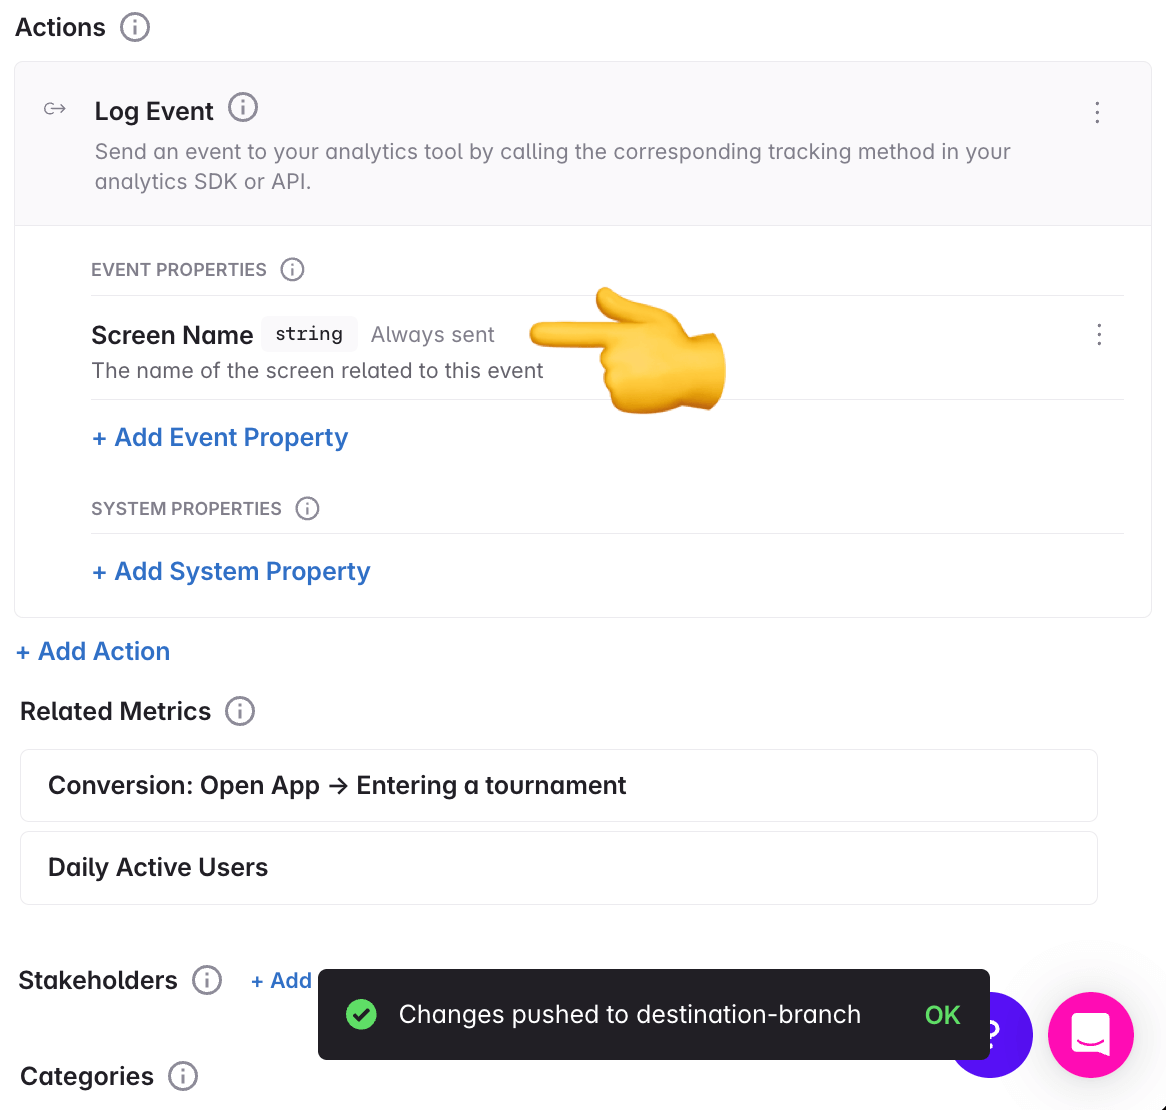 Actions
Log Event
Send an event to your analytics tool by calling the corresponding tracking method in your
analytics SDK or API.
EVENT PROPERTIES
Screen Name string Always sent
The name of the screen related to this event
+ Add Event Property
SYSTEM PROPERTIES
+ Add System Property
+ Add Action
Related Metrics
Conversion: Open App → Entering a tournament
Daily Active Users
Stakeholders + Add
Changes pushed to destination-branch OK
Categories